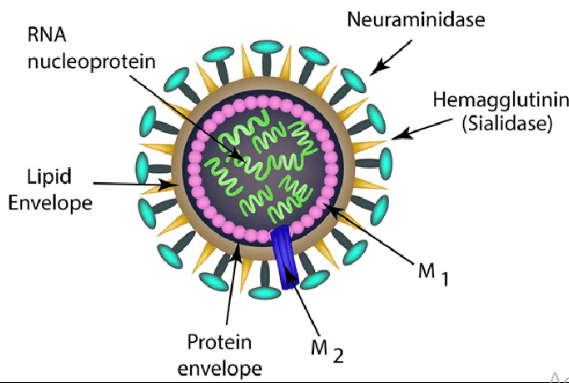 RNA
nucleoprotein
Neuraminidase
Hemagglutinin
(Sialidase)
Lipid
Envelope
M 1
Protein
envelope
M 2